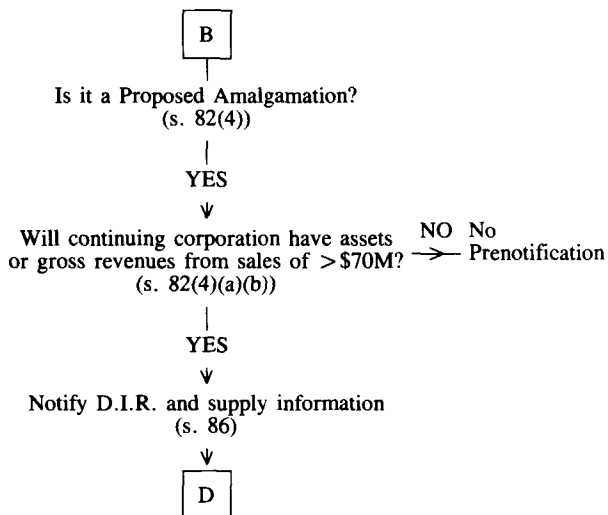 B
Is it a Proposed Amalgamation?
(s. 82(4))
YES
Will continuing corporation have assets
or gross revenues from sales of >$70M?
(s. 82(4)(a)(b))
NO No
Prenotification
YES
Notify D.I.R. and supply information
(s. 86)
D